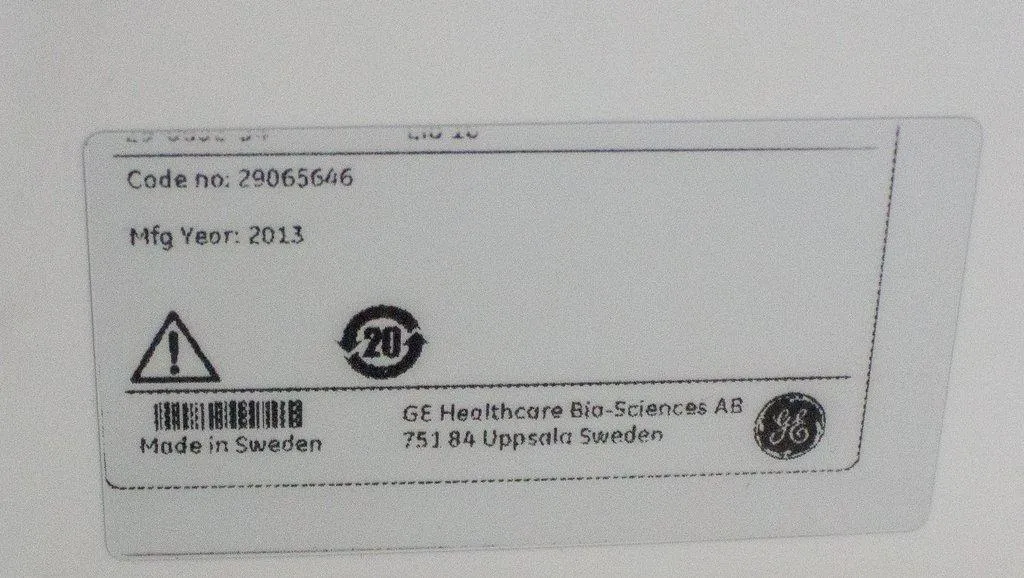 Code no: 29065646
Mfg Year: 2013
20
Made in Sweden
GE Healthcare Bio-Sciences AB
751 84 Uppsala Sweden
GE